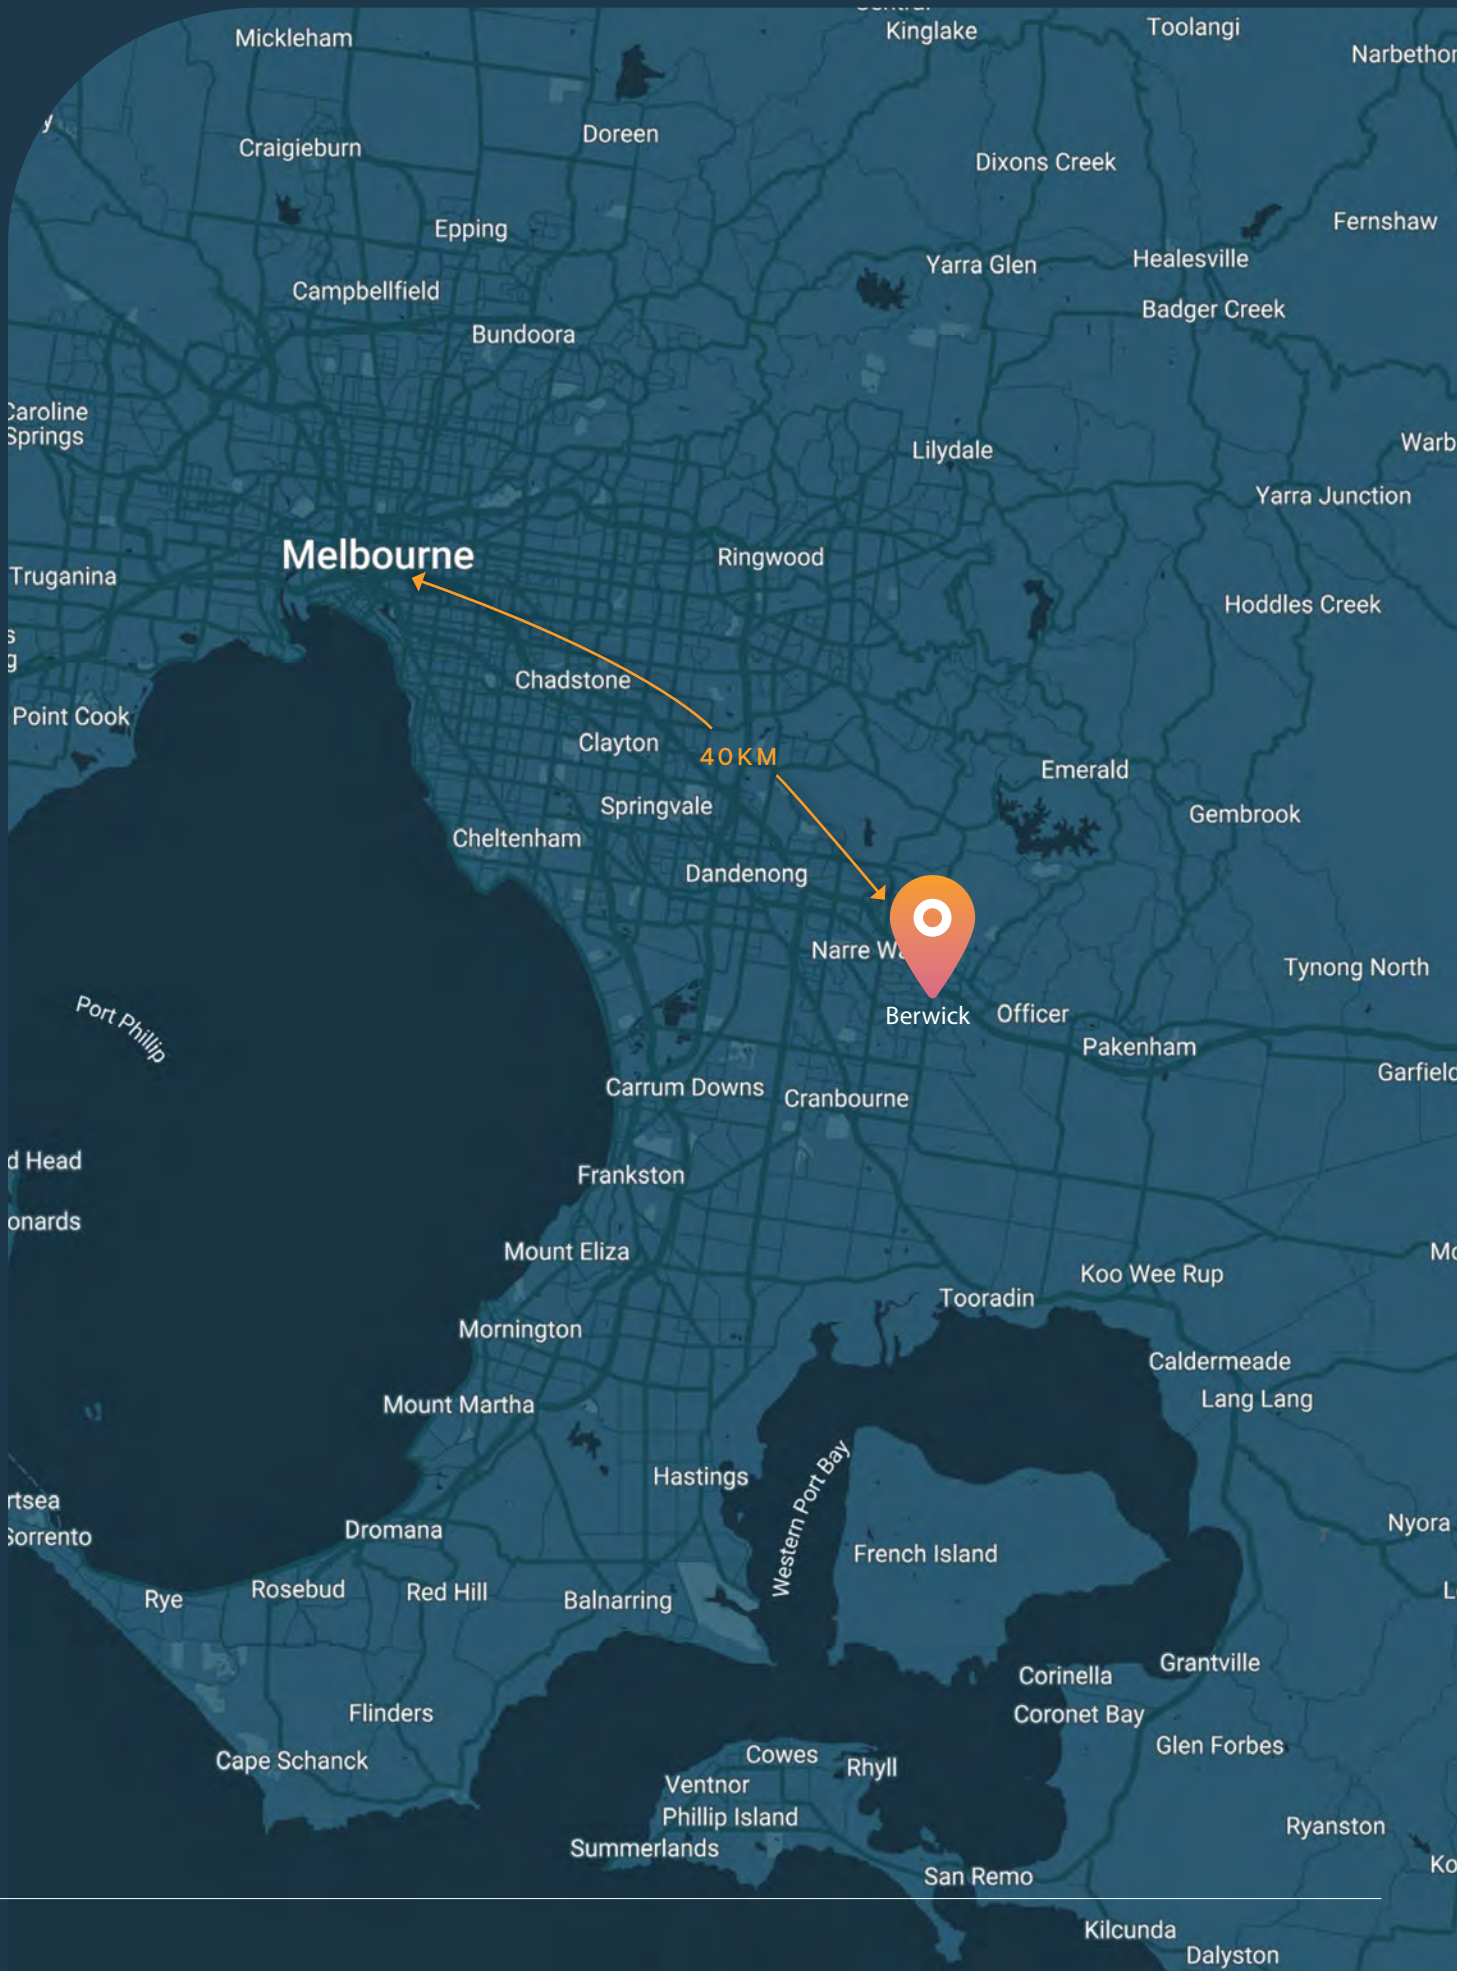 Kinglake
Toolangi
Mickleham
Narbethor
y
Doreen
Craigieburn
Dixons Creek
Fernshaw
Epping
Healesville
Yarra Glen
Campbellfield
Badger Creek
Bundoora
Caroline
Springs
Warb
Lilydale
Yarra Junction
Melbourne
Ringwood
Truganina
Hoddles Creek
s
g
Chadstone
Point Cook
Clayton
40KM
Emerald
Springvale
Gembrook
Cheltenham
Dandenong
Narre Wa
Tynong North
Port Phillip
Officer
Berwick
Pakenham
Garfield
Carrum Downs
Cranbourne
d Head
Frankston
onards
Mount Eliza
Mo
Koo Wee Rup
Tooradin
Mornington
Caldermeade
Lang Lang
Mount Martha
Hastings
Western Port Bay
rtsea
Nyora
Dromana
Sorrento
French Island
Rosebud
Red Hill
L
Rye
Balnarring
Grantville
Corinella
Flinders
Coronet Bay
Glen Forbes
Cowes
Cape Schanck
Rhyll
Ventnor
Phillip Island
Ryanston
Summerlands
Ko
San Remo
Kilcunda
Dalyston